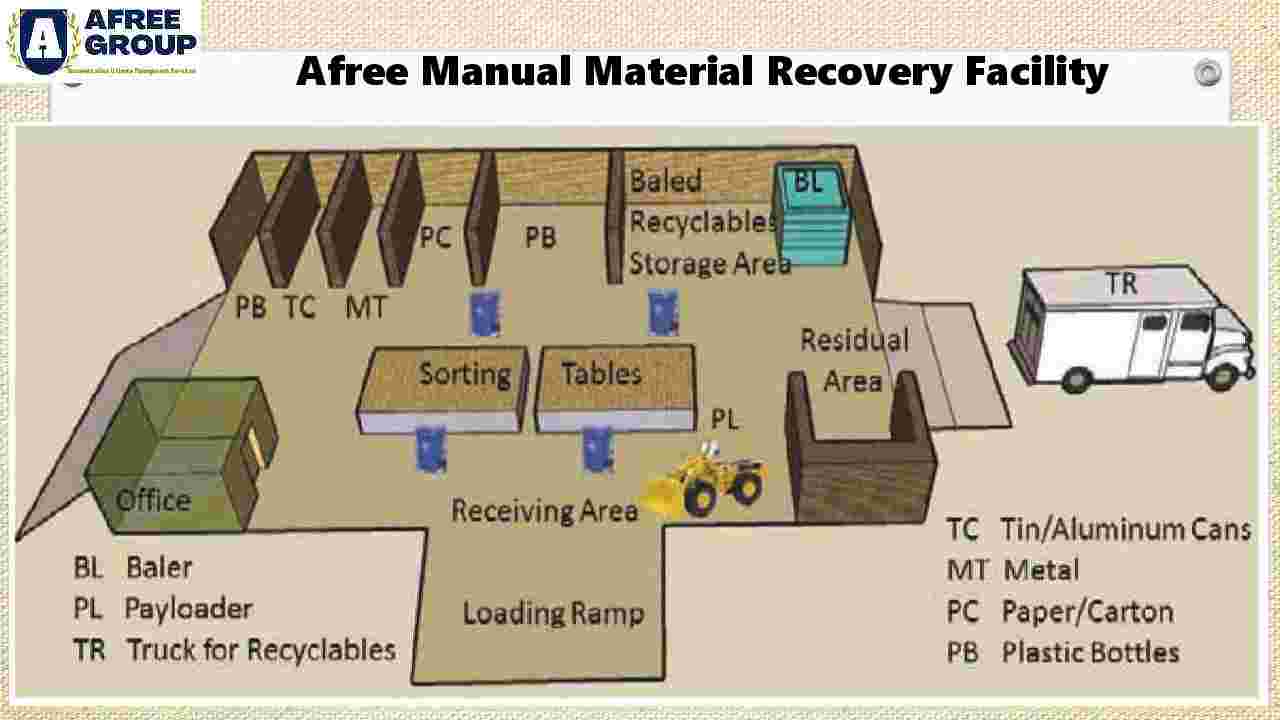 AFREE
GROUP
Afree Manual Material Recovery Facility
Baled
BL
Recyclables
Storage Area
PC
PB
PB TC MT
TR
Residual
Area
Sorting Tables
PL
Office
Receiving Area
Loading Ramp
BL Baler
PL Payloader
TR Truck for Recyclables
TC Tin/Aluminum Cans
MT Metal
PC Paper/Carton
PB Plastic Bottles